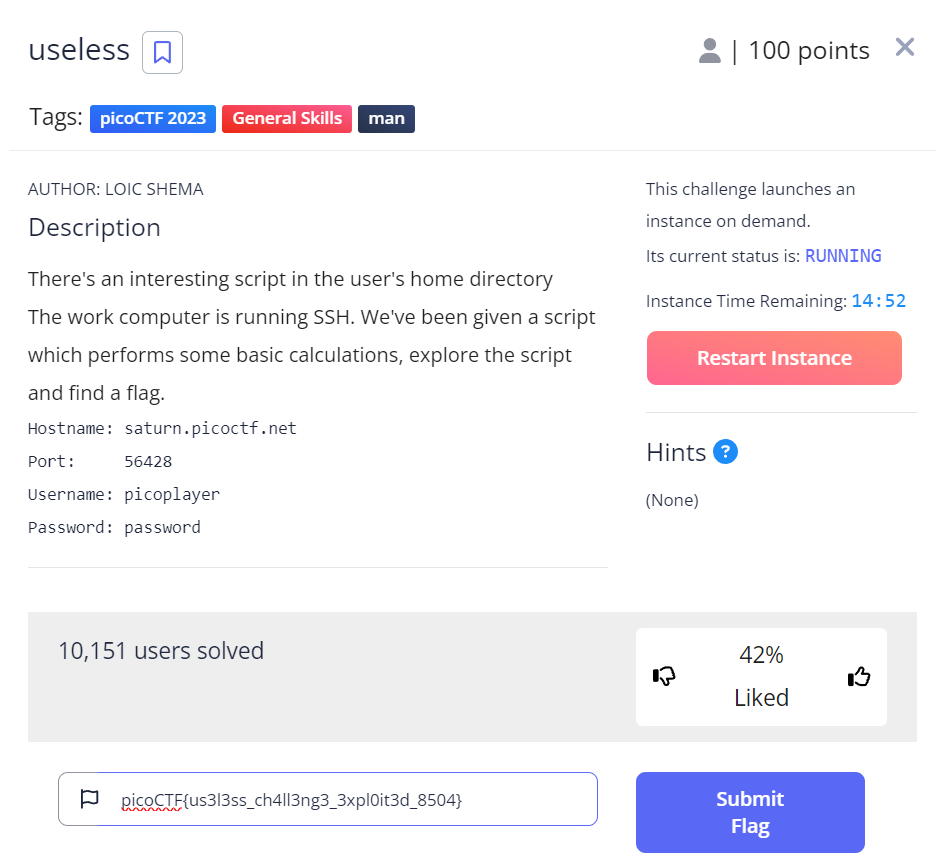 useless
| 100 points
Tags: picoCTF 2023 General Skills man
AUTHOR: LOIC SHEMA
Description
There's an interesting script in the user's home directory
The work computer is running SSH. We've been given a script
which performs some basic calculations, explore the script
and find a flag.
Hostname: saturn.picoctf.net
Port:     56428
Username: picoplayer
Password: password
This challenge launches an
instance on demand.
Its current status is: RUNNING
Instance Time Remaining: 14:52
Restart Instance
Hints ?
(None)
10,151 users solved
42%
Liked
picoCTF{us3l3ss_ch4ll3ng3_3xpl0it3d_8504}
Submit
Flag